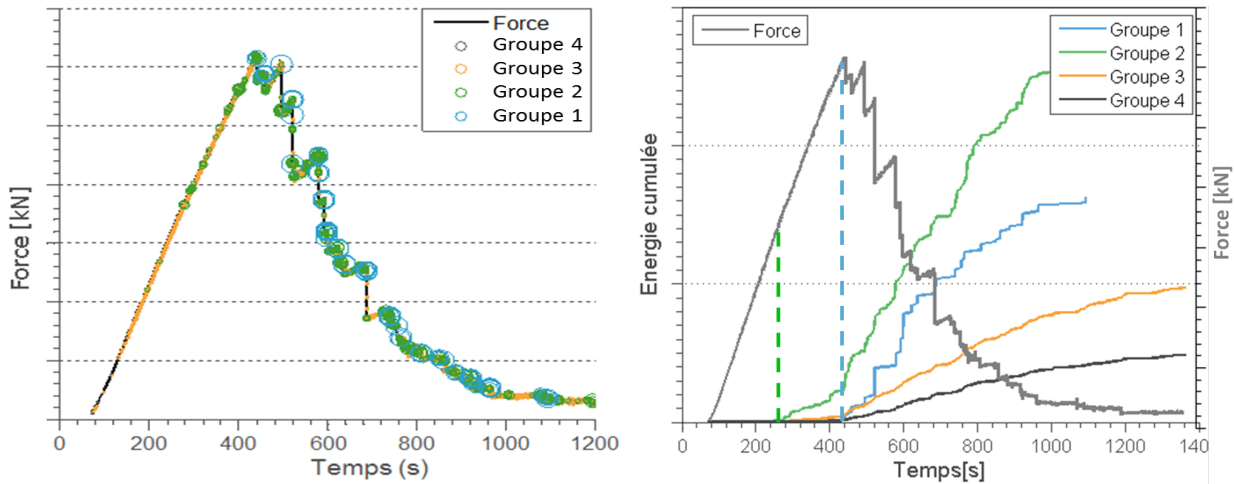 Force
Groupe 4
Groupe 3
Groupe 2
Groupe 1
Force [kN]
0 200 400 600 800 1000 1200
Temps (s)
Force
Groupe 1
Groupe 2
Groupe 3
Groupe 4
Energie cumulée
Force [kN]
0 200 400 600 800 1000 1200 140
Temps[s]